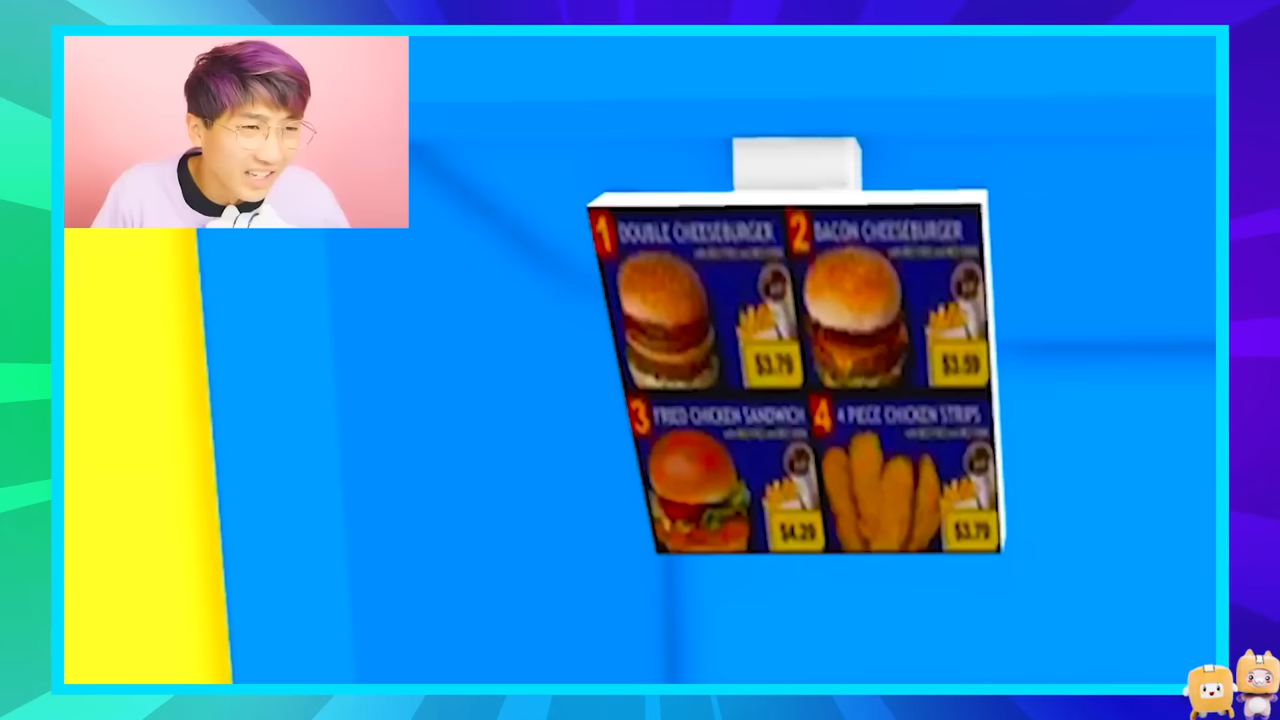 1 DOUBLE CHEESEBURGER
$3.79
2 BACON CHEESEBURGER
$3.59
3 FRIED CHICKEN SANDWICH
$4.29
4 4 PIECE CHICKEN STRIPS
$3.79